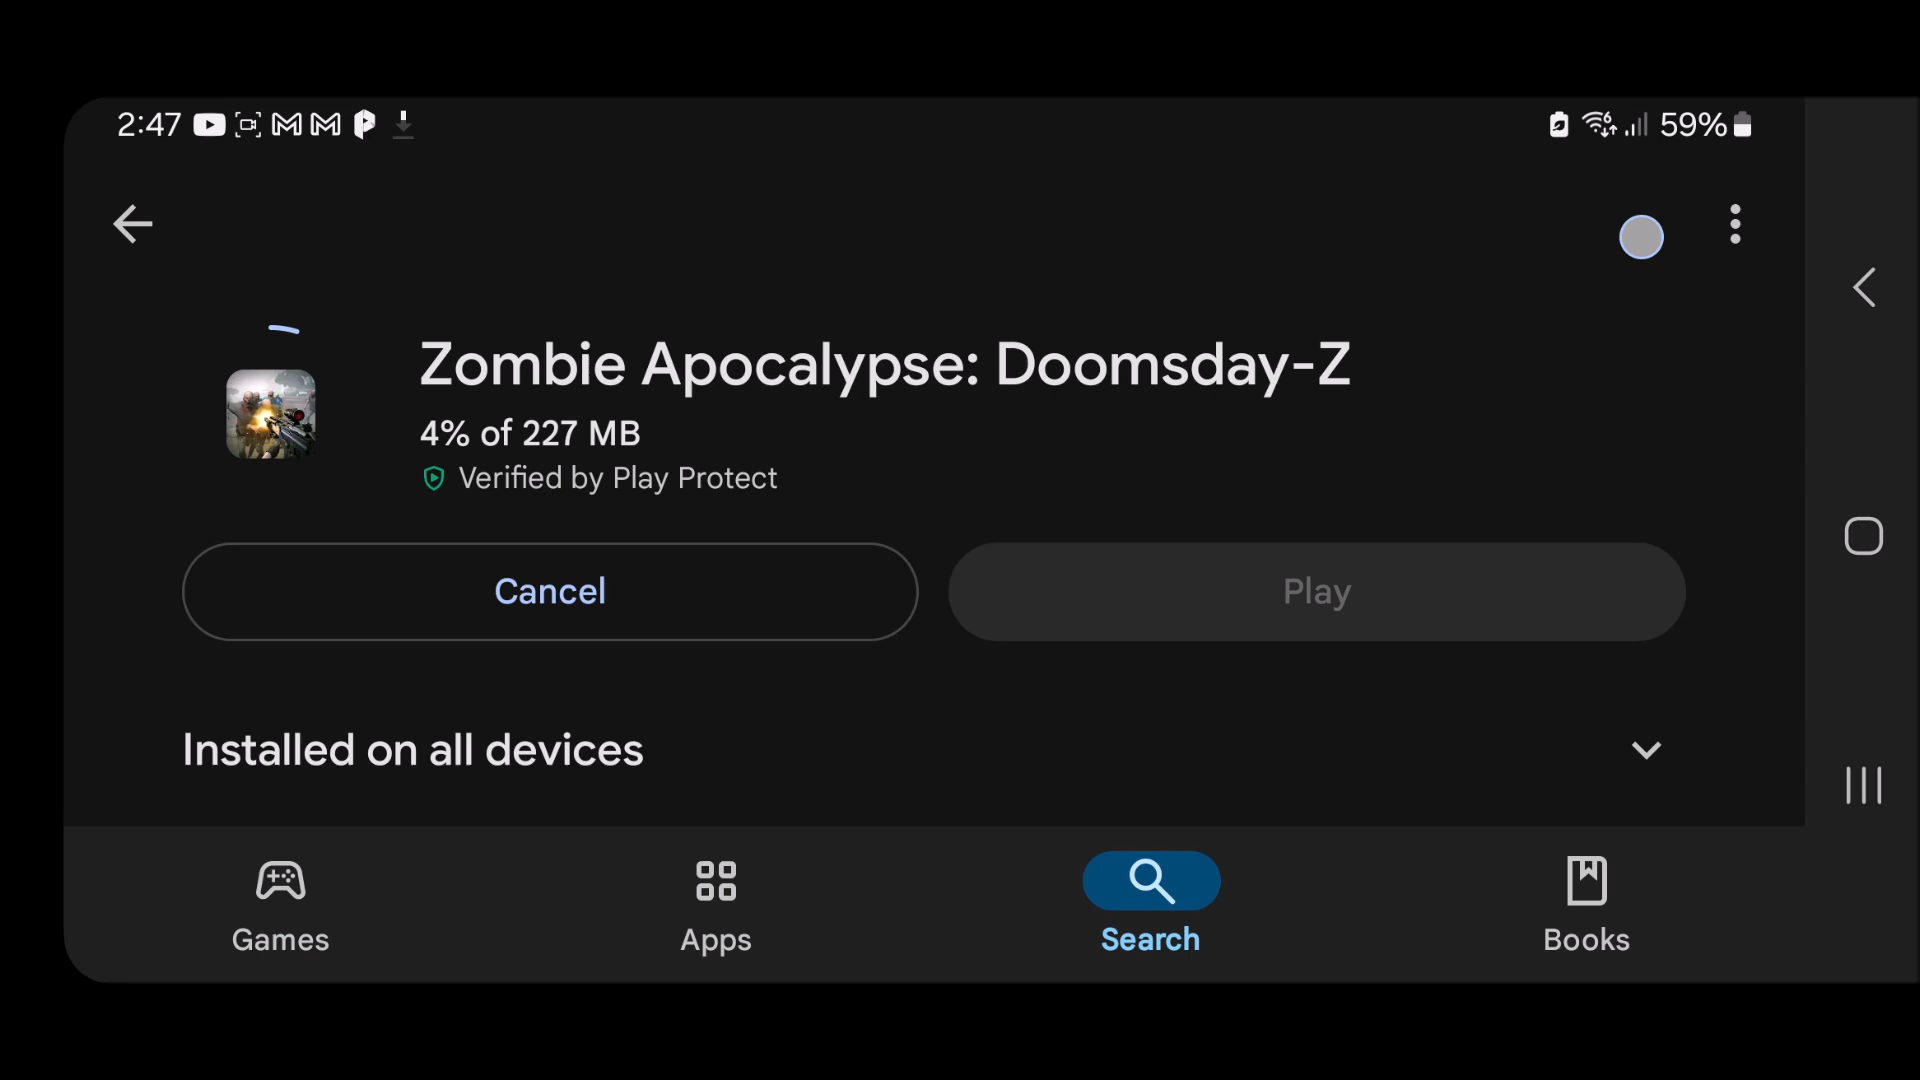 2:47
59%
Zombie Apocalypse: Doomsday-Z
4% of 227 MB
Verified by Play Protect
Cancel
Play
Installed on all devices
Games
Apps
Search
Books